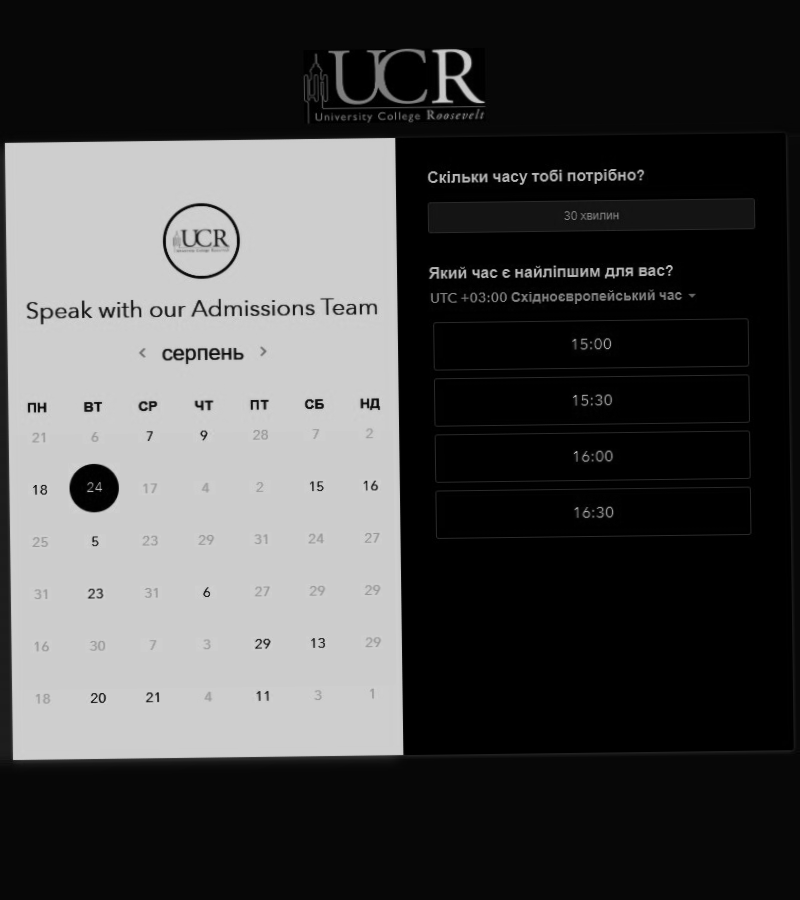 UCR
University College Roosevelt
UCR
Speak with our Admissions Team
< серпень >
ПН ВТ СР ЧТ ПТ СБ НД
21 6 7 9 28 7 2
18 24 17 4 2 15 16
25 5 23 29 31 24 27
31 23 31 6 27 29 29
16 30 7 3 29 13 29
18 20 21 4 11 3 1
Скільки часу тобі потрібно?
30 хвилин
Який час є найліпшим для вас?
UTC +03:00 Східноєвропейський час
15:00
15:30
16:00
16:30